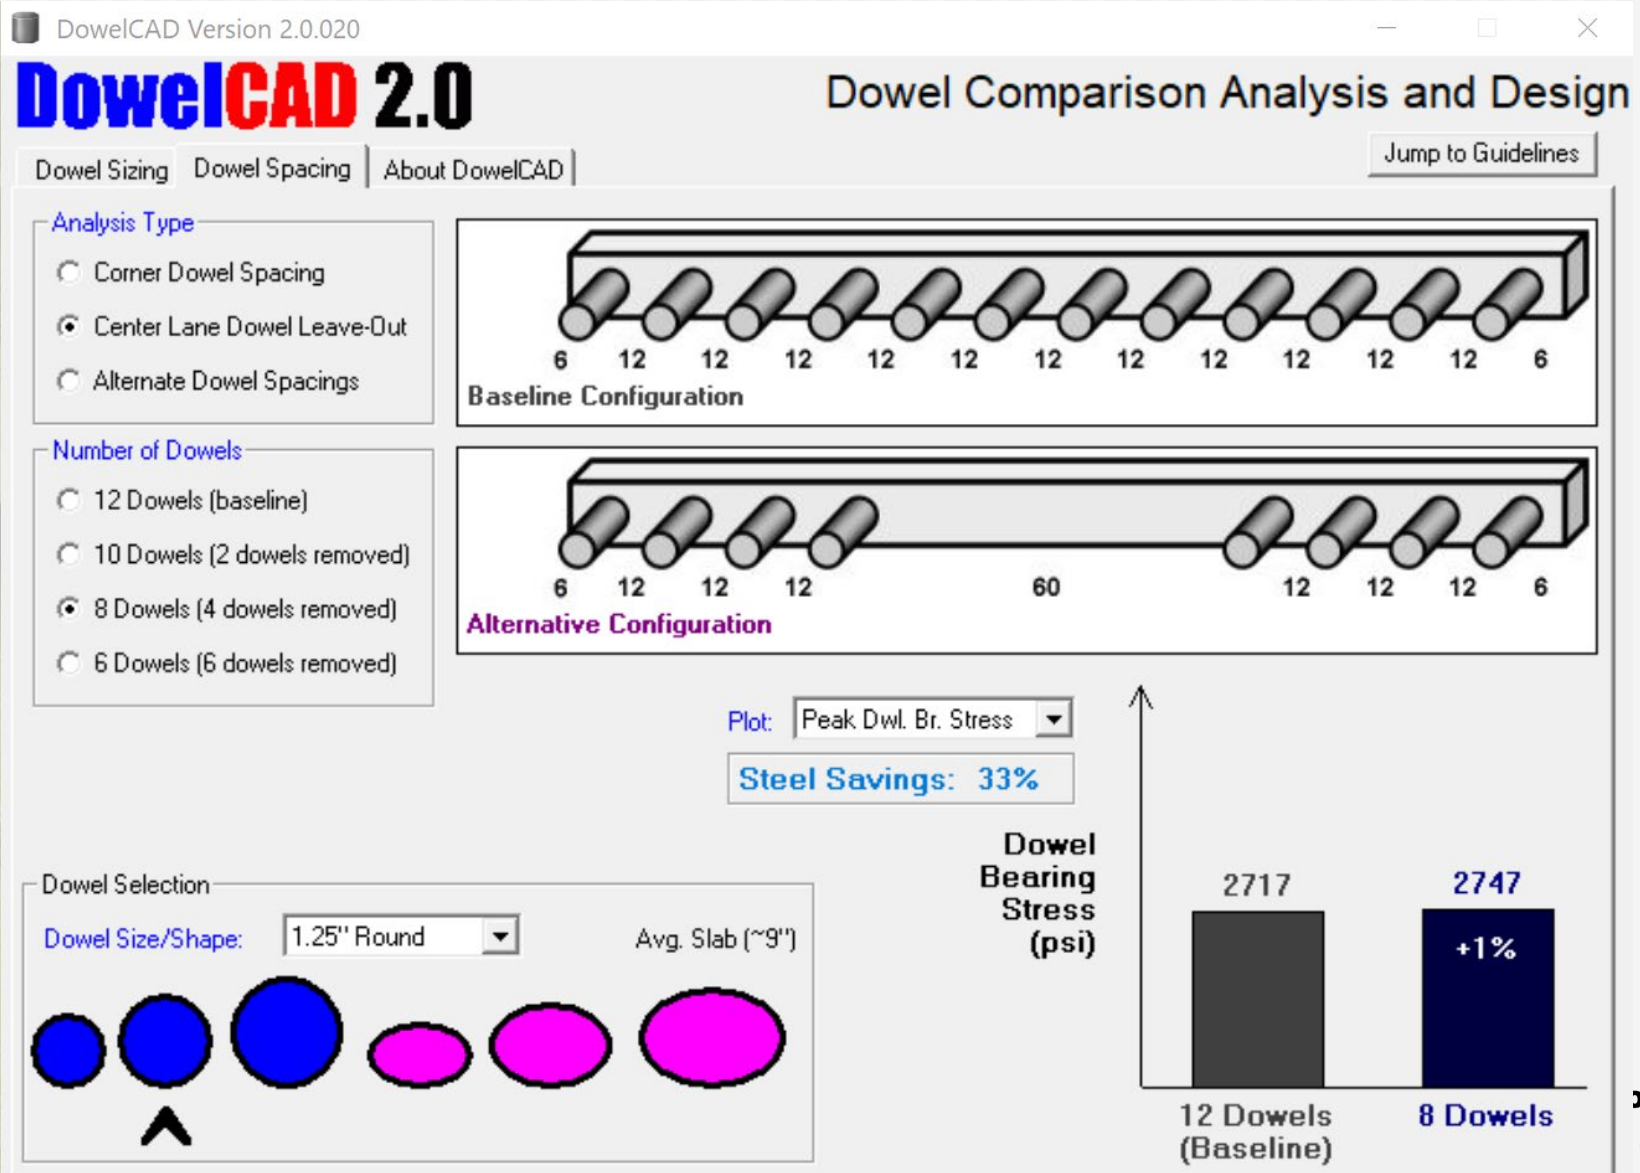 DowelCAD Version 2.0.020
DowelCAD 2.0
Dowel Comparison Analysis and Design
Jump to Guidelines
Dowel Sizing
Dowel Spacing
About DowelCAD
Analysis Type
Corner Dowel Spacing
Center Lane Dowel Leave-Out
Alternate Dowel Spacings
6 12 12 12 12 12 12 12 12 12 12 12 6
Baseline Configuration
Number of Dowels
12 Dowels (baseline)
10 Dowels (2 dowels removed)
8 Dowels (4 dowels removed)
6 Dowels (6 dowels removed)
6 12 12 12 60 12 12 12 6
Alternative Configuration
Plot: Peak Dwl. Br. Stress
Steel Savings: 33%
Dowel
Bearing
Stress
(psi)
2717
2747
+1%
12 Dowels
(Baseline)
8 Dowels
Dowel Selection
Dowel Size/Shape: 1.25" Round
Avg. Slab (~9")